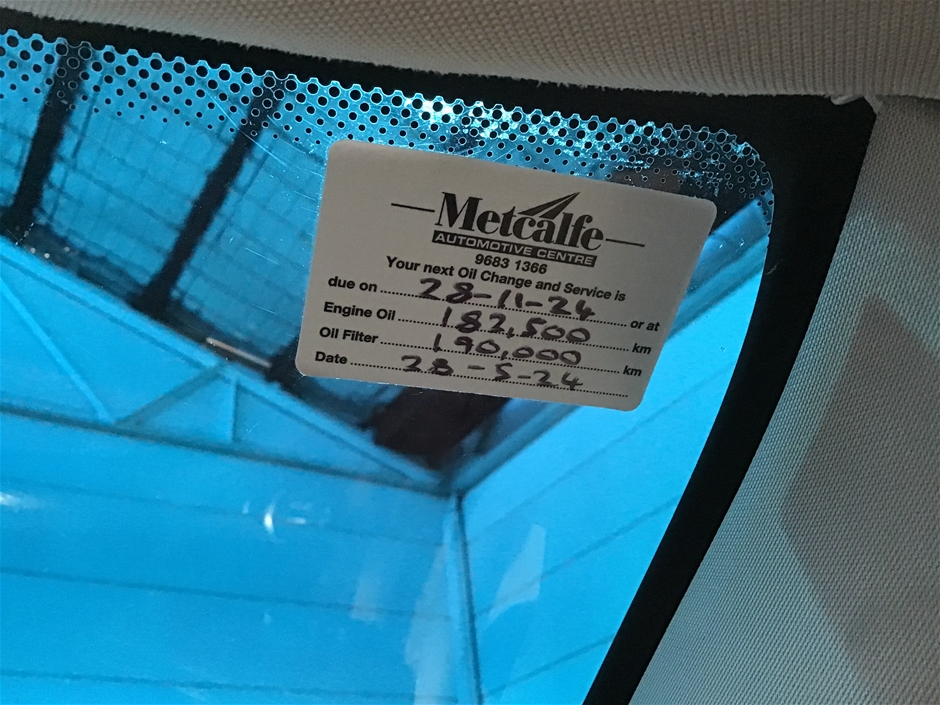 Metcalfe
AUTOMOTIVE CENTRE
9683 1366
Your next Oil Change and Service is
due on 28-11-24 or at
Engine Oil 182,500 km
Oil Filter 190,000 km
Date 28-5-24